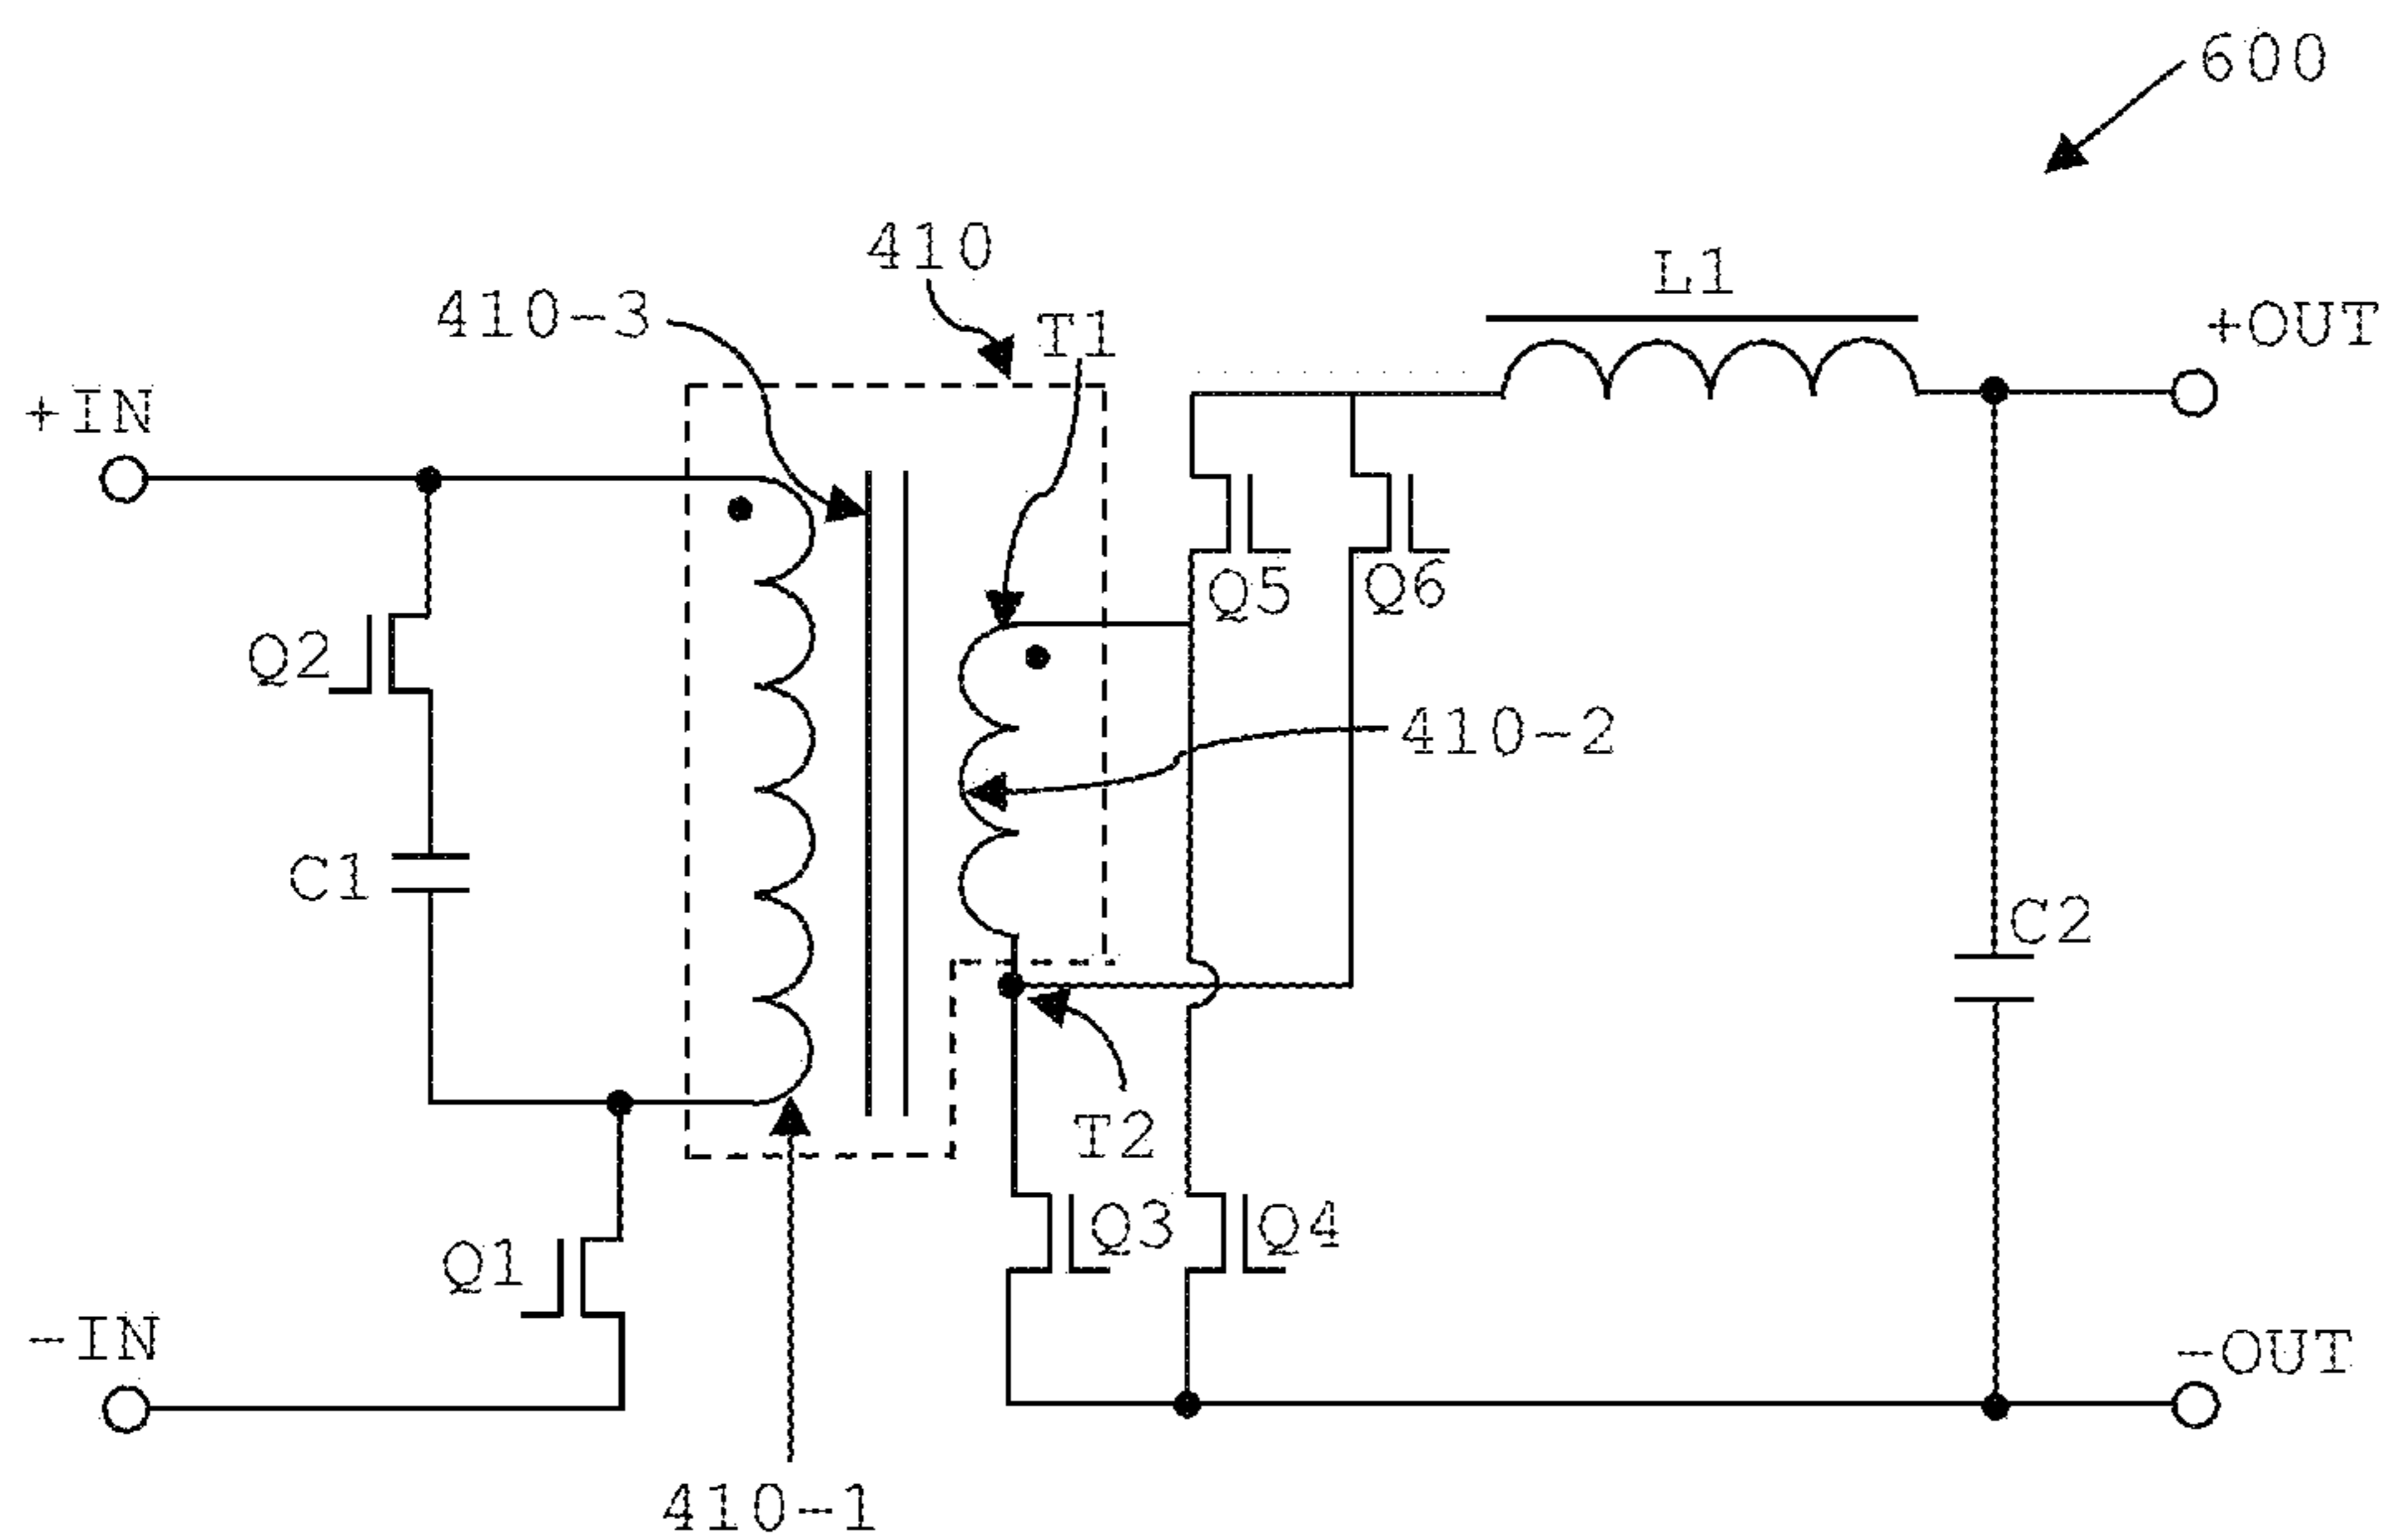 600
410
L1
410-3
T1
+OUT
+IN
Q5
Q6
Q2
410-2
C1
C2
T2
Q3
Q4
Q1
-IN
-OUT
410-1